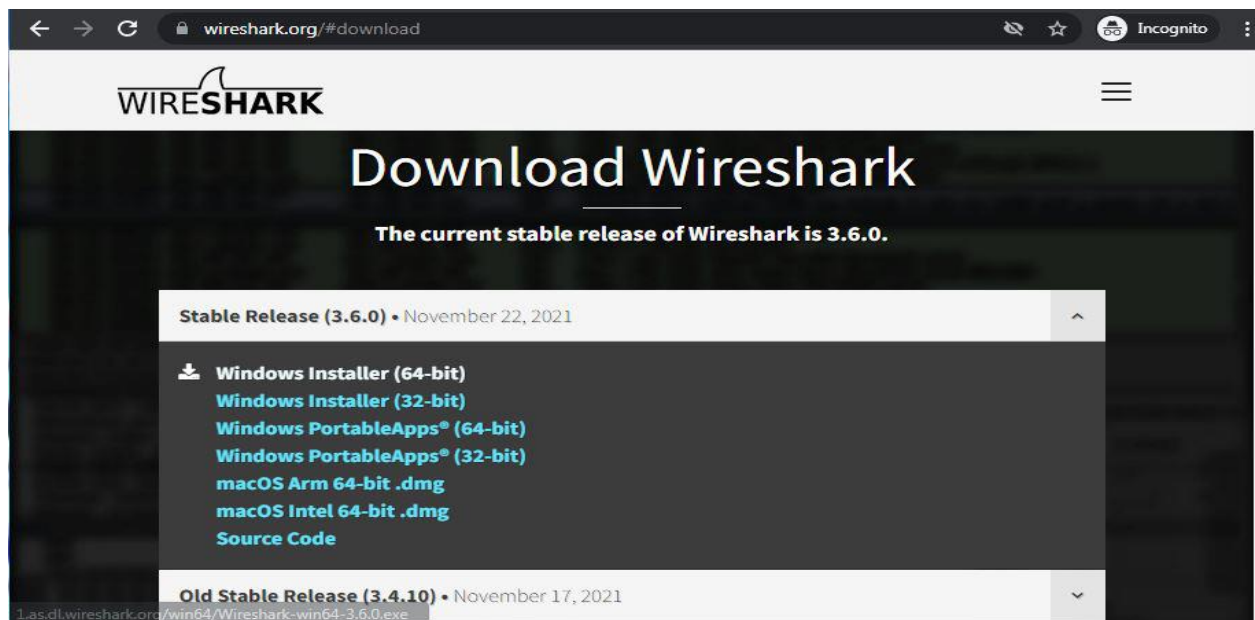 wireshark.org/#download
Incognito
WIRESHARK
Download Wireshark
The current stable release of Wireshark is 3.6.0.
Stable Release (3.6.0) • November 22, 2021
Windows Installer (64-bit)
Windows Installer (32-bit)
Windows PortableApps® (64-bit)
Windows PortableApps® (32-bit)
macOS Arm 64-bit .dmg
macOS Intel 64-bit .dmg
Source Code
Old Stable Release (3.4.10) • November 17, 2021
1.as.dl.wireshark.org/win64/Wireshark-win64-3.6.0.exe